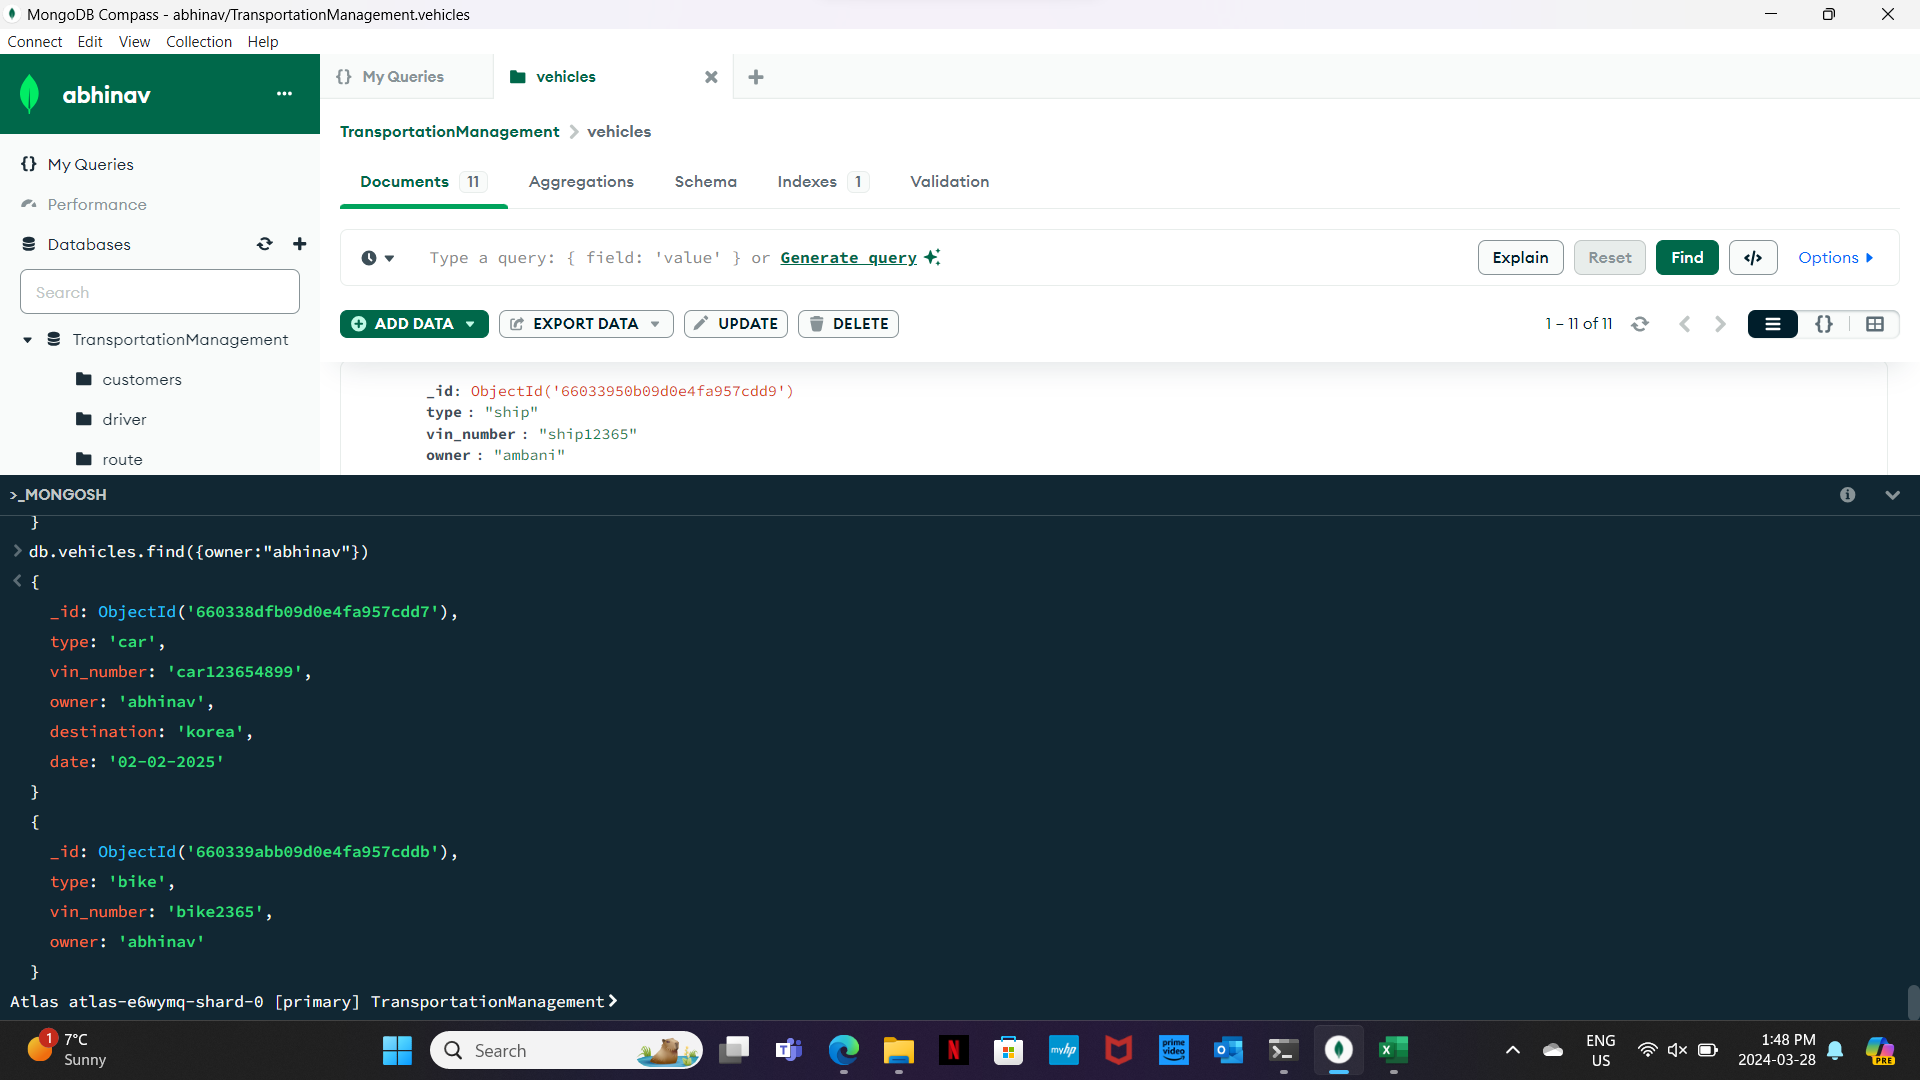 MongoDB Compass - abhinav/TransportationManagement.vehicles
Connect Edit View Collection Help
abhinav ...
{} My Queries
vehicles
{} My Queries
Performance
Databases
Search
TransportationManagement
customers
driver
route
TransportationManagement > vehicles
Documents 11 Aggregations Schema Indexes 1 Validation
Type a query: { field: 'value' } or Generate query
Explain Reset Find </> Options
ADD DATA EXPORT DATA UPDATE DELETE
1 – 11 of 11 {}
_id: ObjectId('66033950b09d0e4fa957cdd9')
type : "ship"
vin_number : "ship12365"
owner : "ambani"
>_MONGOSH
}
> db.vehicles.find({owner:"abhinav"})
< {
_id: ObjectId('660338dfb09d0e4fa957cdd7'),
type: 'car',
vin_number: 'car123654899',
owner: 'abhinav',
destination: 'korea',
date: '02-02-2025'
}
{
_id: ObjectId('660339abb09d0e4fa957cddb'),
type: 'bike',
vin_number: 'bike2365',
owner: 'abhinav'
}
Atlas atlas-e6wymq-shard-0 [primary] TransportationManagement>
1
7°C
Sunny
Search
T
N
myhp
prime video
X
ENG
US
1:48 PM
2024-03-28
PRE